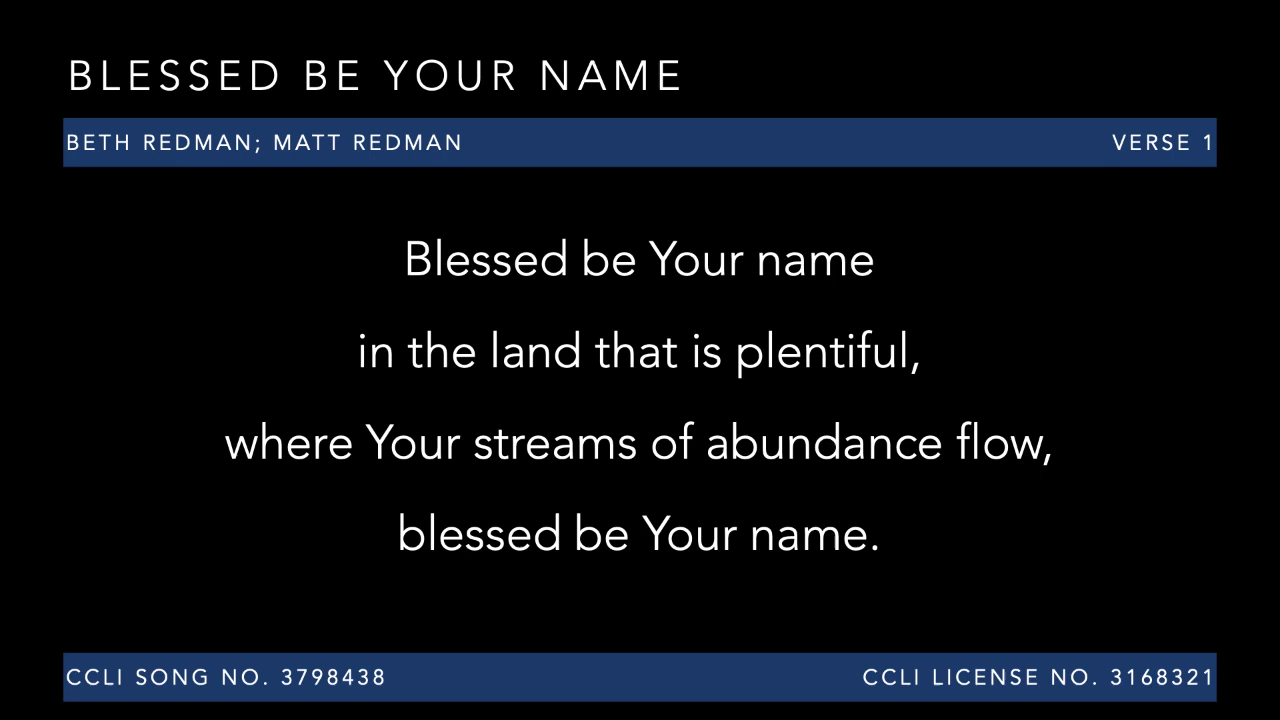 BLESSED BE YOUR NAME
BETH REDMAN; MATT REDMAN VERSE 1
Blessed be Your name
in the land that is plentiful,
where Your streams of abundance flow,
blessed be Your name.
CCLI SONG NO. 3798438 CCLI LICENSE NO. 3168321